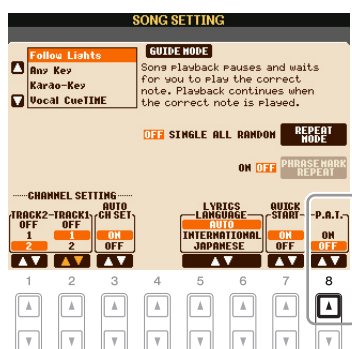 SONG SETTING
Follow Lights
Any Key
Karao-Key
Vocal CueTIME
GUIDE MODE
Song playback pauses and waits
for you to play the correct
note. Playback continues when
the correct note is played.
OFF SINGLE ALL RANDOM
REPEAT
MODE
ON OFF
PHRASE MARK
REPEAT
CHANNEL SETTING
TRACK2 TRACK1 AUTO CH SET
OFF OFF
1 1 ON
2 2 OFF
LYRICS
LANGUAGE
AUTO
INTERNATIONAL
JAPANESE
QUICK
START
ON
OFF
P.A.T.
ON
OFF
1 2 3 4 5 6 7 8